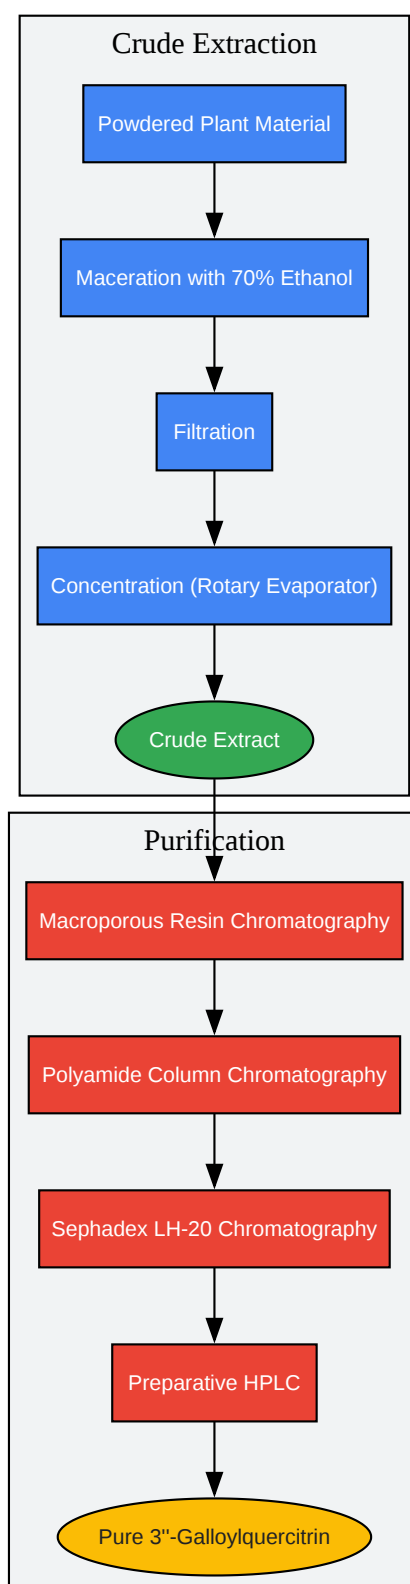 Crude Extraction
Powdered Plant Material
Maceration with 70% Ethanol
Filtration
Concentration (Rotary Evaporator)
Crude Extract
Purification
Macroporous Resin Chromatography
Polyamide Column Chromatography
Sephadex LH-20 Chromatography
Preparative HPLC
Pure 3''-Galloylquercitrin